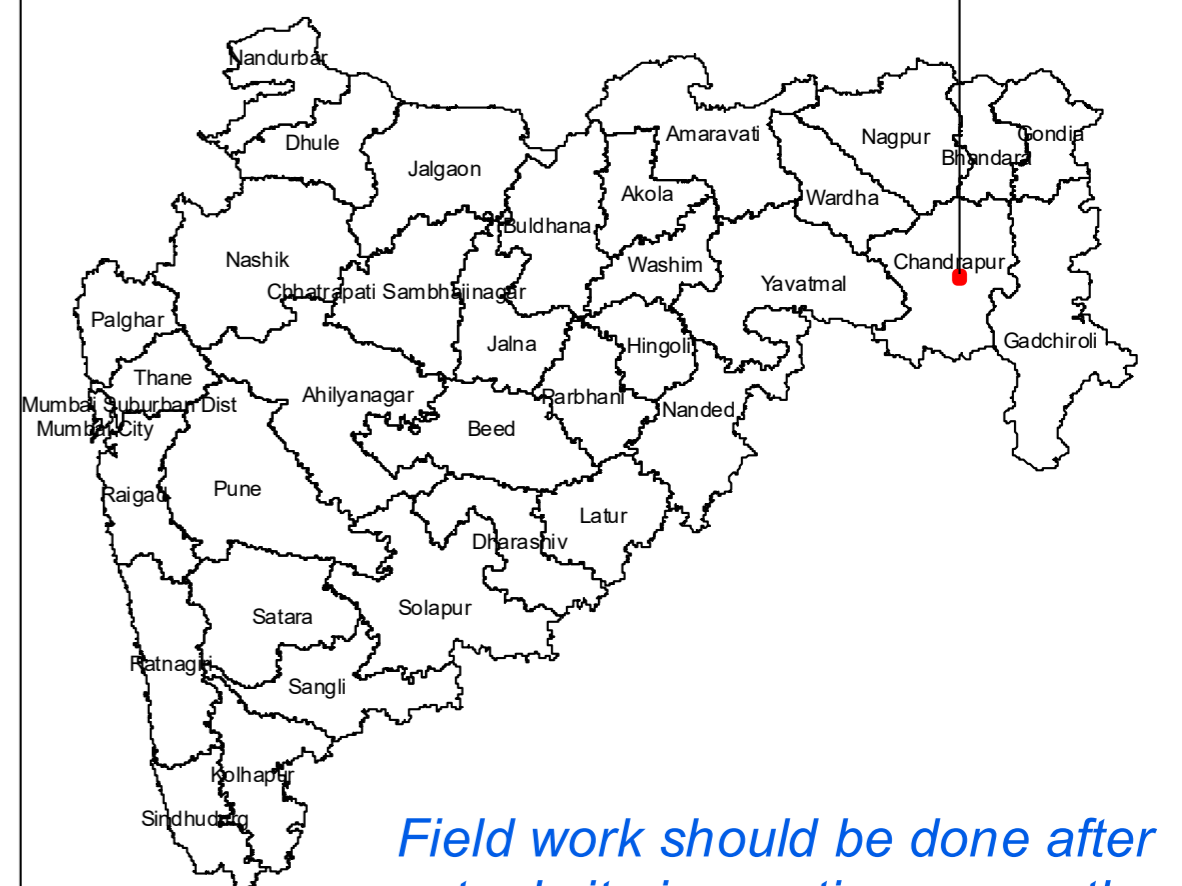 Nandurbar
Dhule
Jalgaon
Amaravati
Nagpur
Bhandara
Gondia
Akola
Wardha
Buldhana
Nashik
Washim
Chandrapur
Yavatmal
Chhatrapati Sambhajinagar
Palghar
Jalna
Hingoli
Gadchiroli
Thane
Ahilyanagar
Parbhani
Mumbai Suburban Dist
Nanded
Mumbai City
Beed
Raigad
Pune
Latur
Dharashiv
Satara
Solapur
Ratnagiri
Sangli
Kolhapur
Sindhudurg
Field work should be done after